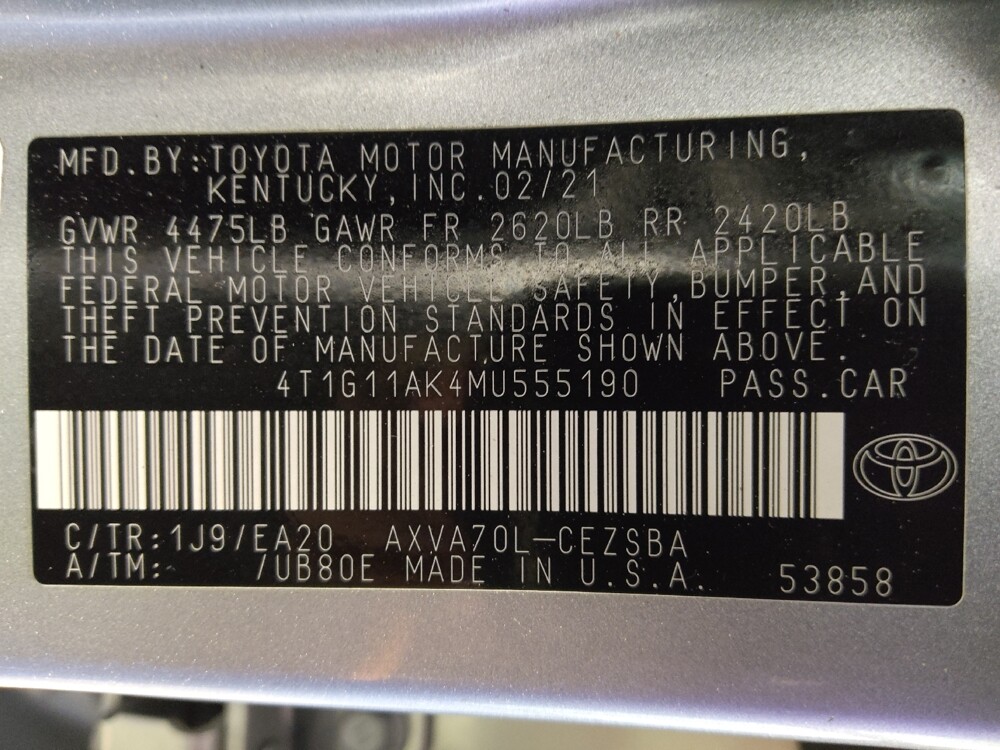 MFD.BY:TOYOTA MOTOR MANUFACTURING,
KENTUCKY, INC. 02/21
GVWR 4475LB GAWR FR 2620LB RR 2420LB
THIS VEHICLE CONFORMS TO ALL APPLICABLE
FEDERAL MOTOR VEHICLE SAFETY,BUMPER,AND
THEFT PREVENTION STANDARDS IN EFFECT ON
THE DATE OF MANUFACTURE SHOWN ABOVE.
4T1G11AK4MU555190 PASS.CAR
C/TR:1J9/EA20 AXVA70L-CEZSBA
A/TM:- /UB80E MADE IN U.S.A. 53858